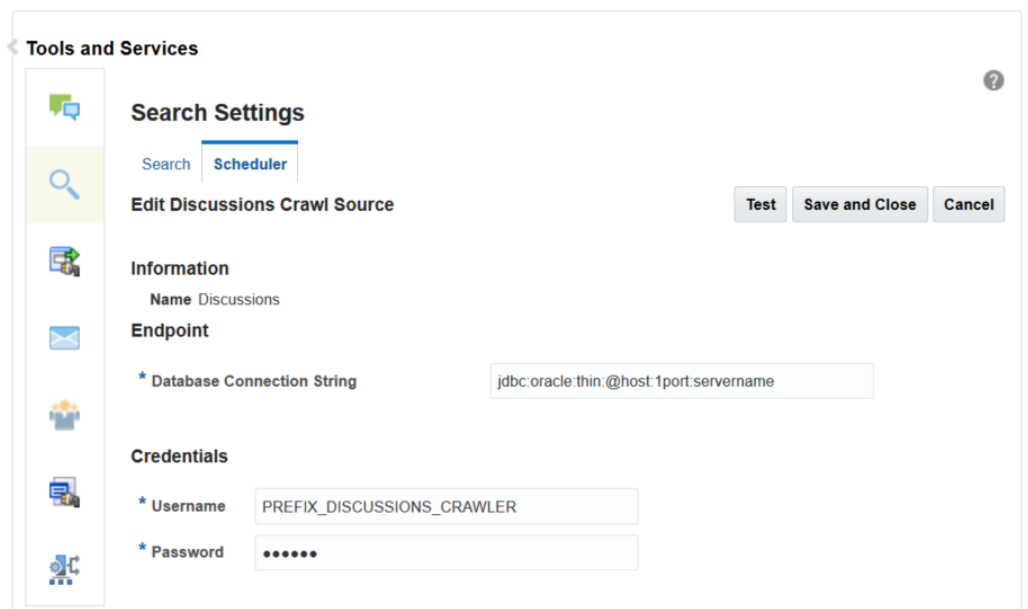 Tools and Services
?
Search Settings
Search Scheduler
Edit Discussions Crawl Source Test Save and Close Cancel
Information
Name Discussions
Endpoint
* Database Connection String jdbc:oracle:thin:@host:1port:servername
Credentials
* Username PREFIX_DISCUSSIONS_CRAWLER
* Password ••••••